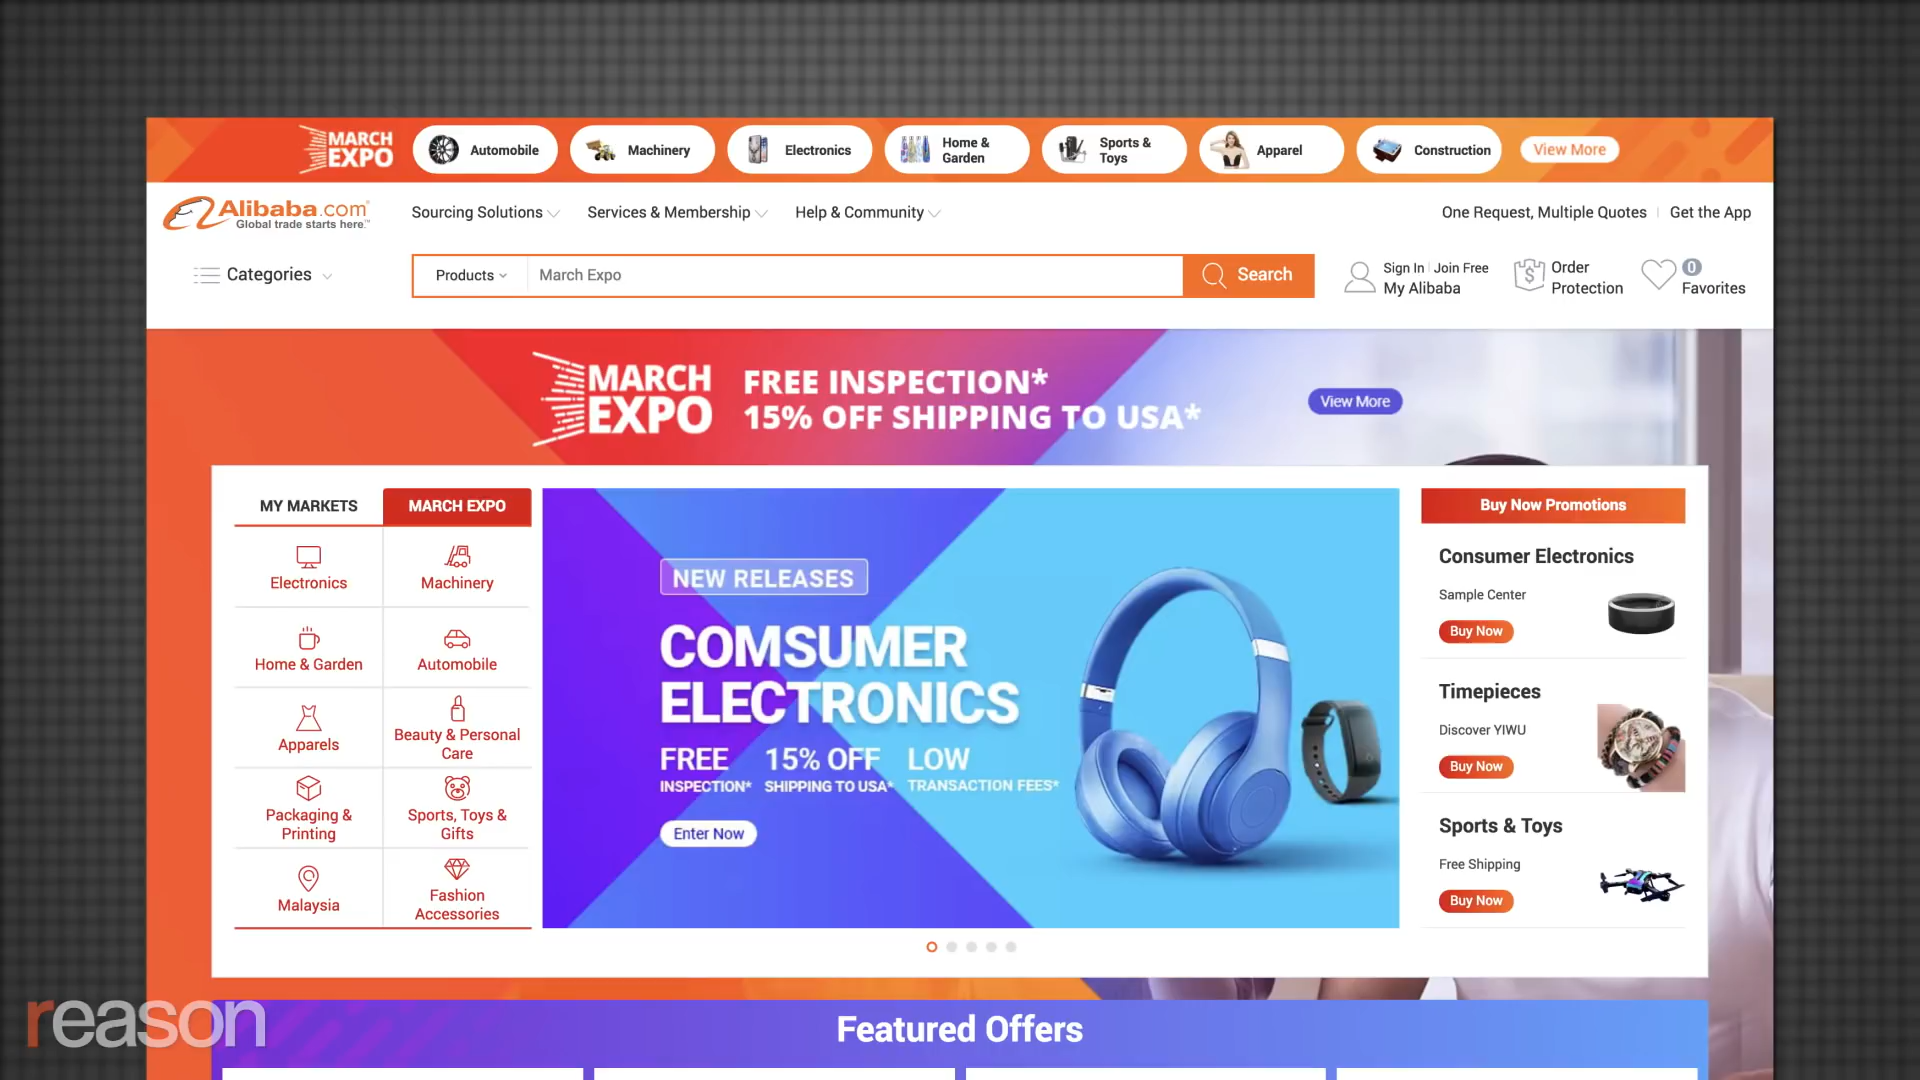 MARCH
EXPO
Automobile
Machinery
Electronics
Home &
Garden
Sports &
Toys
Apparel
Construction
View More
Alibaba.com
Global trade starts here.™
Sourcing Solutions
Services & Membership
Help & Community
One Request, Multiple Quotes
Get the App
Categories
Products
March Expo
Search
Sign In
Join Free
My Alibaba
Order
Protection
0
Favorites
MARCH
EXPO
FREE INSPECTION*
15% OFF SHIPPING TO USA*
View More
MY MARKETS
MARCH EXPO
Electronics
Machinery
Home & Garden
Automobile
Apparels
Beauty & Personal
Care
Packaging &
Printing
Sports, Toys &
Gifts
Malaysia
Fashion
Accessories
NEW RELEASES
COMSUMER
ELECTRONICS
FREE
INSPECTION*
15% OFF
SHIPPING TO USA*
LOW
TRANSACTION FEES*
Enter Now
Buy Now Promotions
Consumer Electronics
Sample Center
Buy Now
Timepieces
Discover YIWU
Buy Now
Sports & Toys
Free Shipping
Buy Now
Featured Offers
reason